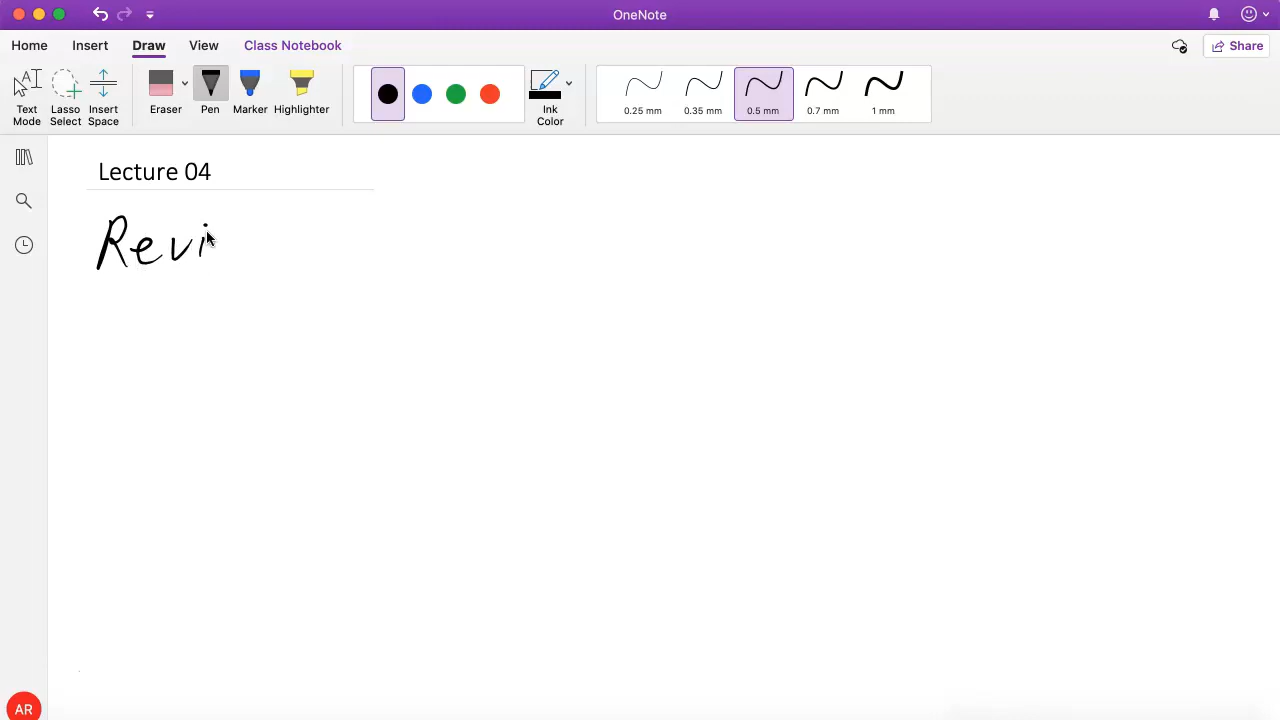 OneNote
Home Insert Draw View Class Notebook Share
Text Mode Lasso Select Insert Space Eraser Pen Marker Highlighter Ink Color 0.25 mm 0.35 mm 0.5 mm 0.7 mm 1 mm
Lecture 04
Revi
AR